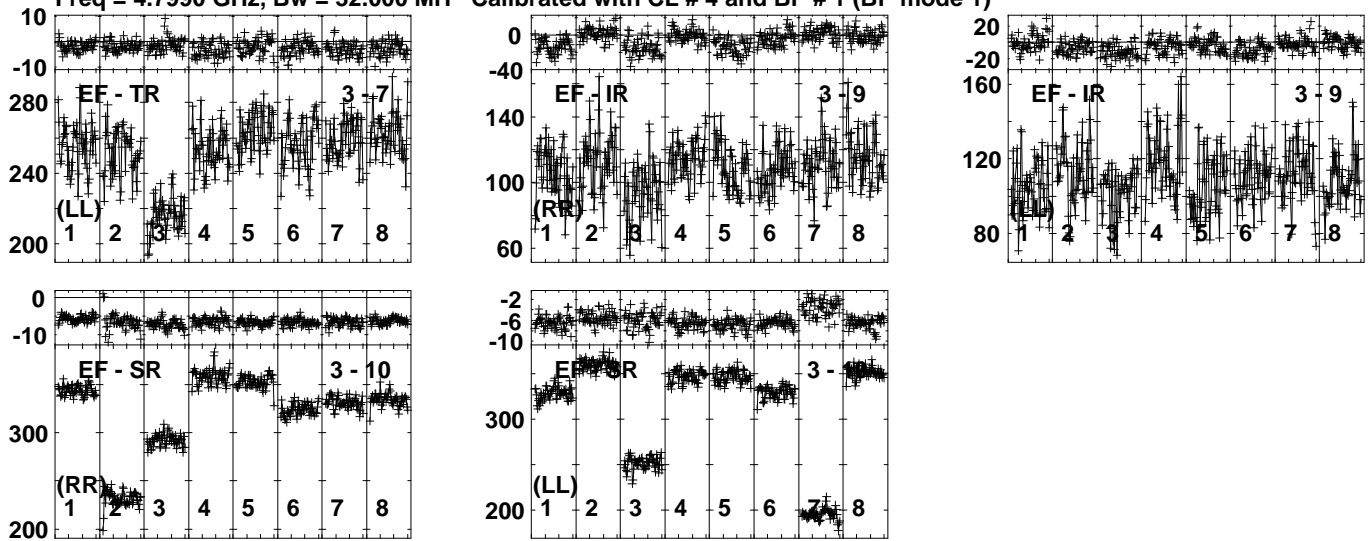 Freq = 4.7990 GHz, Bw = 32.000 MH Calibrated with CL # 4 and BP # 1 (BP mode 1)
10
-10
280
240
200
EF - TR 3 - 7
(LL)
1 2 3 4 5 6 7 8
0
-40
140
100
60
EF - IR 3 - 9
(RR)
1 2 3 4 5 6 7 8
20
-20
160
120
80
EF - IR 3 - 9
(LL)
1 2 3 4 5 6 7 8
0
-10
300
200
EF - SR 3 - 10
(RR)
1 2 3 4 5 6 7 8
-2
-6
-10
300
200
EF - SR 3 - 10
(LL)
1 2 3 4 5 6 7 8